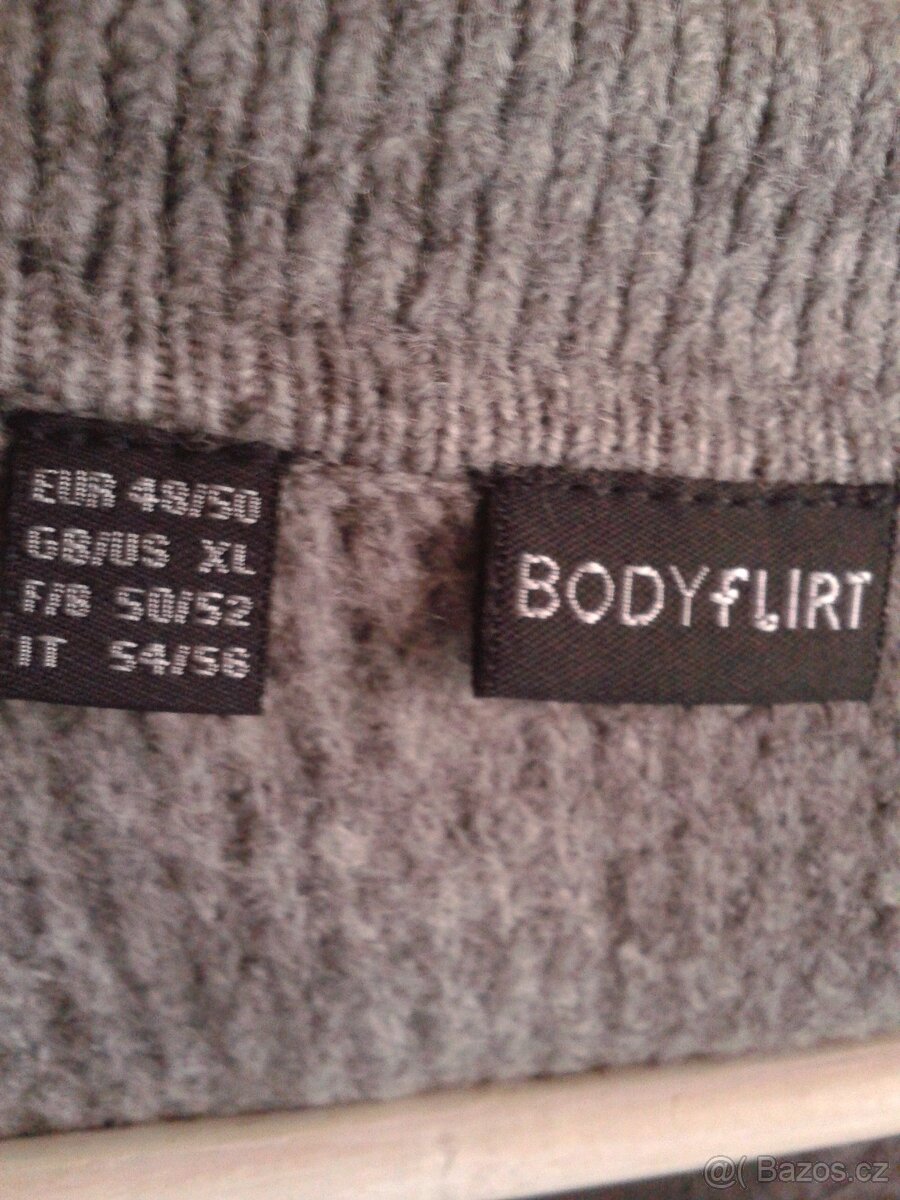 EUR 48/50
GB/US XL
F/B 50/52
IT 54/56
BODYfLIRT
@( Bazos.cz